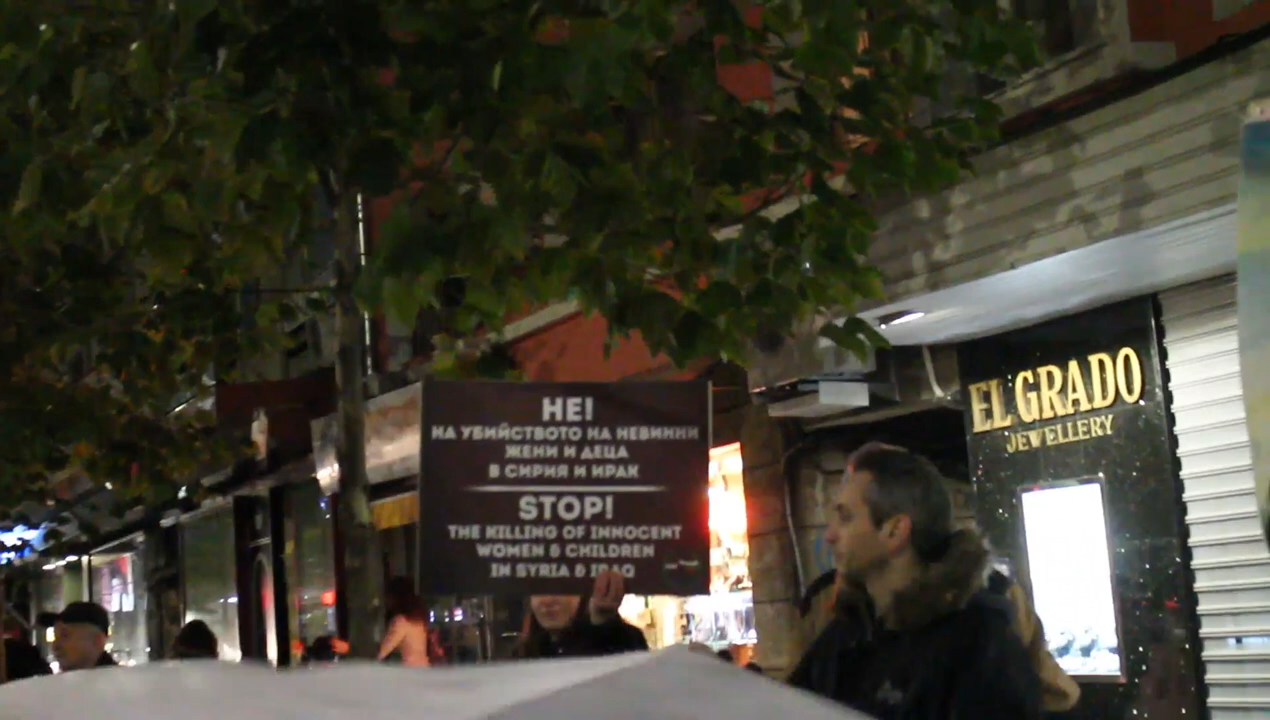 НЕ!
НА УБИЙСТВОТО НА НЕВИННИ
ЖЕНИ И ДЕЦА
В СИРИЯ И ИРАК
STOP!
THE KILLING OF INNOCENT
WOMEN & CHILDREN
IN SYRIA & IRAQ
EL GRADO
JEWELLERY